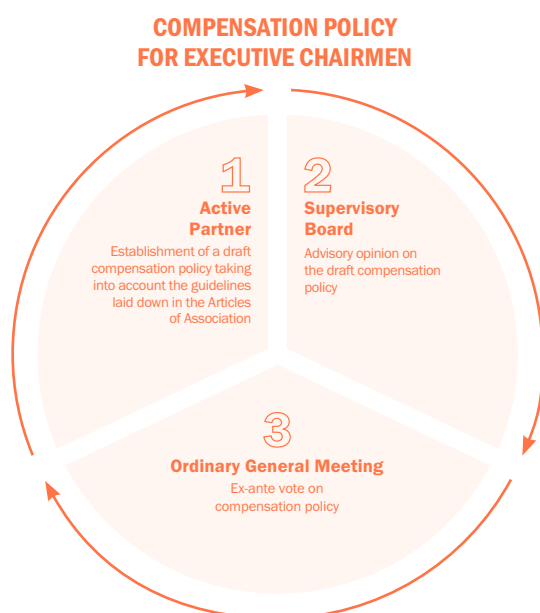 COMPENSATION POLICY
FOR EXECUTIVE CHAIRMEN
1
Active
Partner
Establishment of a draft
compensation policy taking
into account the guidelines
laid down in the Articles
of Association
2
Supervisory
Board
Advisory opinion on
the draft compensation
policy
3
Ordinary General Meeting
Ex-ante vote on
compensation policy